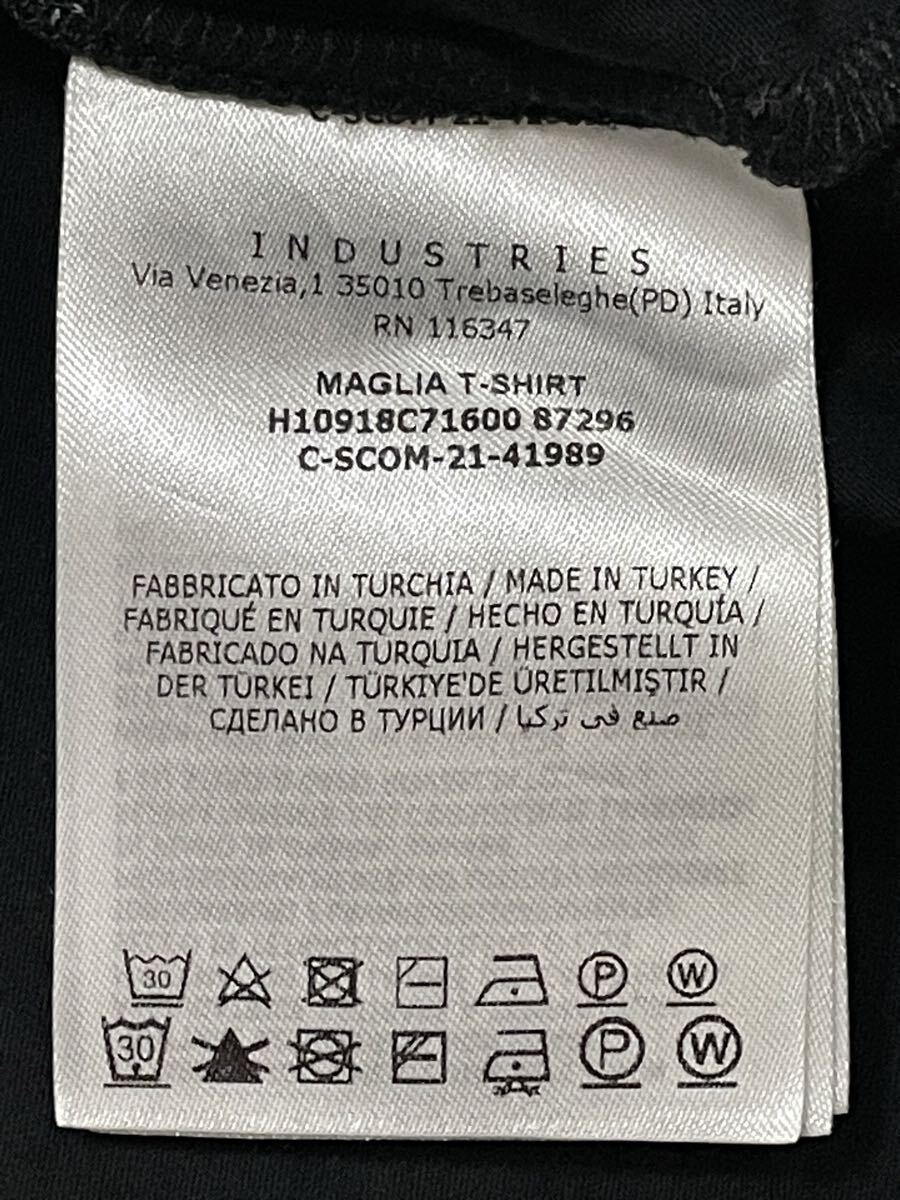 INDUSTRIES
Via Venezia,1 35010 Trebaseleghe(PD) Italy
RN 116347
MAGLIA T-SHIRT
H10918C71600 87296
C-SCOM-21-41989
FABBRICATO IN TURCHIA / MADE IN TURKEY /
FABRIQUÉ EN TURQUIE / HECHO EN TURQUÍA /
FABRICADO NA TURQUIA / HERGESTELLT IN
DER TÜRKEI / TÜRKIYE'DE ÜRETILMIŞTIR /
СДЕЛАНО В ТУРЦИИ / صنع في تركيا
30 P W
30 P W